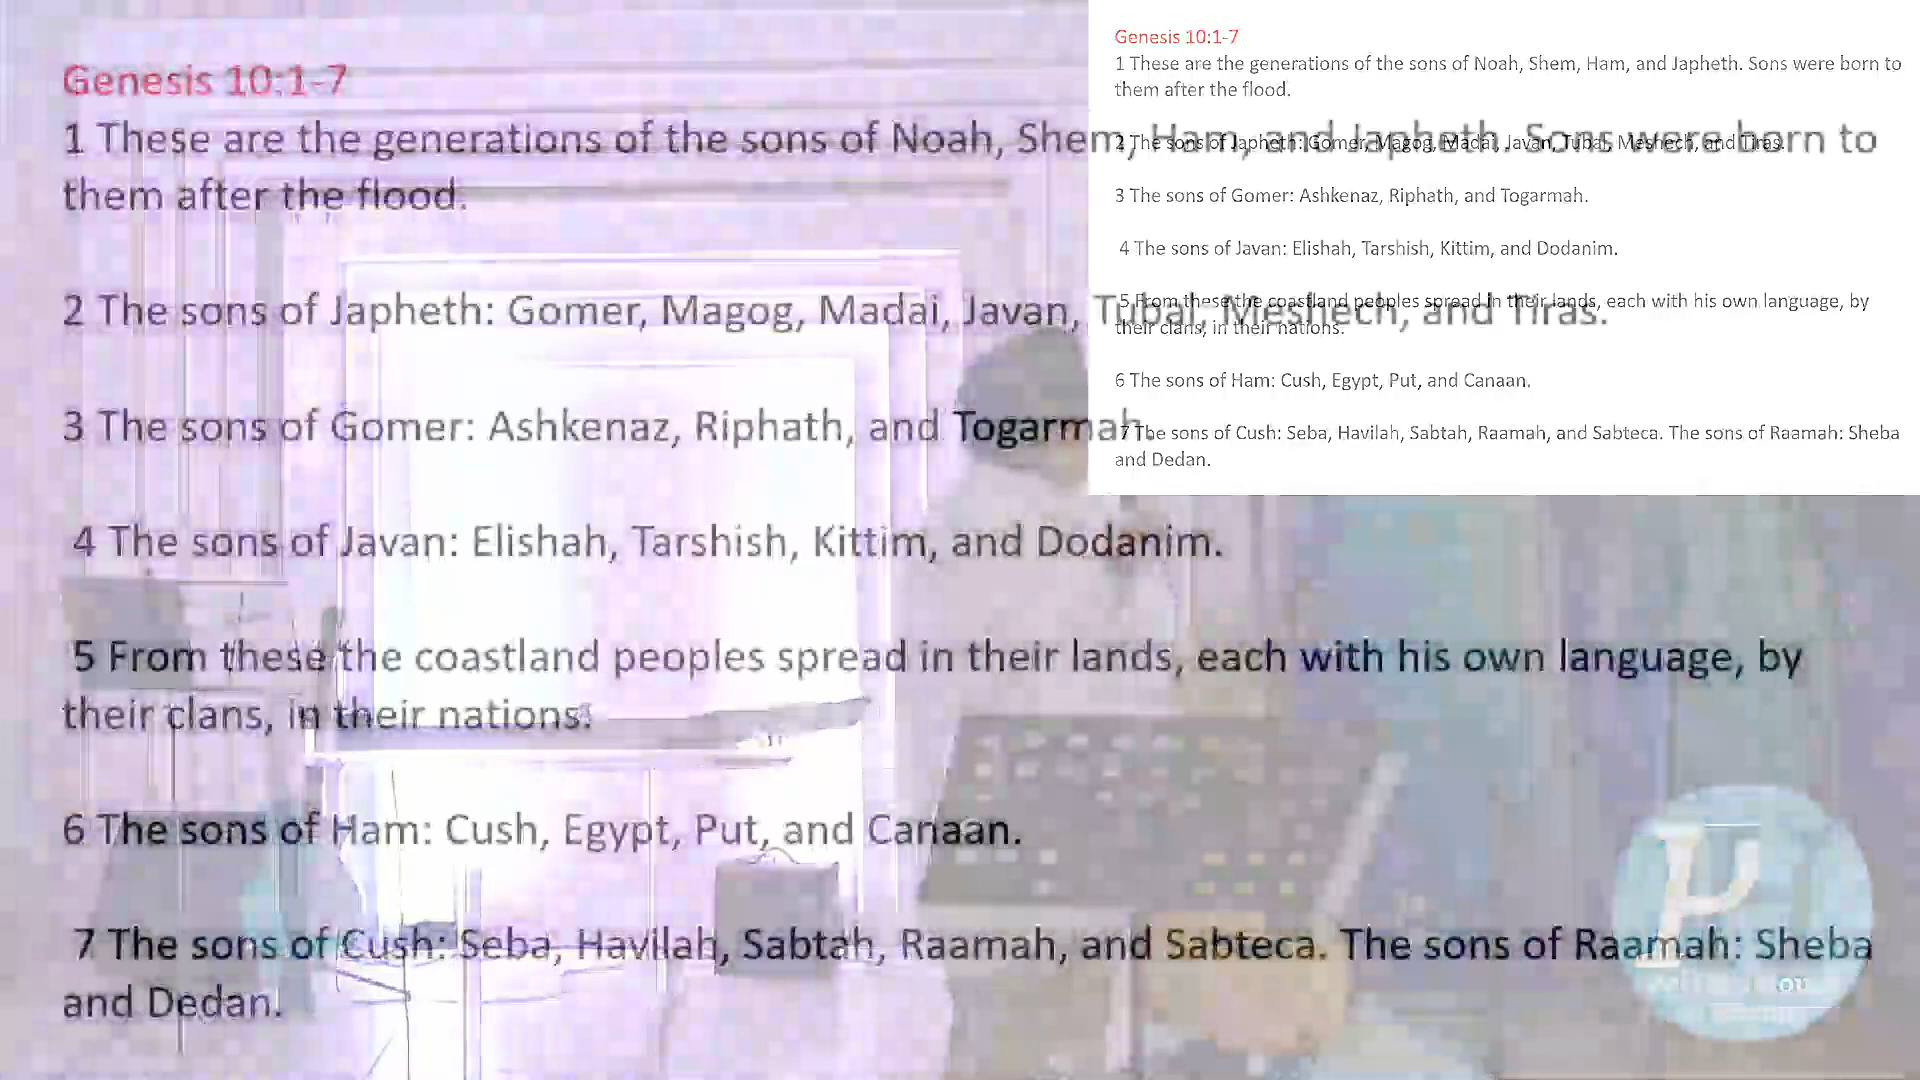 Genesis 10:1-7
1 These are the generations of the sons of Noah, Shem, Ham, and Japheth. Sons were born to
them after the flood.
2 The sons of Japheth: Gomer, Magog, Madai, Javan, Tubal, Meshech, and Tiras.
3 The sons of Gomer: Ashkenaz, Riphath, and Togarmah.
4 The sons of Javan: Elishah, Tarshish, Kittim, and Dodanim.
5 From these the coastland peoples spread in their lands, each with his own language, by
their clans, in their nations.
6 The sons of Ham: Cush, Egypt, Put, and Canaan.
7 The sons of Cush: Seba, Havilah, Sabtah, Raamah, and Sabteca. The sons of Raamah: Sheba
and Dedan.
Genesis 10:1-7
1 These are the generations of the sons of Noah, Shem, Ham, and Japheth. Sons were born to
them after the flood.
2 The sons of Japheth: Gomer, Magog, Madai, Javan, Tubal, Meshech, and Tiras.
3 The sons of Gomer: Ashkenaz, Riphath, and Togarmah.
4 The sons of Javan: Elishah, Tarshish, Kittim, and Dodanim.
5 From these the coastland peoples spread in their lands, each with his own language, by
their clans, in their nations.
6 The sons of Ham: Cush, Egypt, Put, and Canaan.
7 The sons of Cush: Seba, Havilah, Sabtah, Raamah, and Sabteca. The sons of Raamah: Sheba
and Dedan.